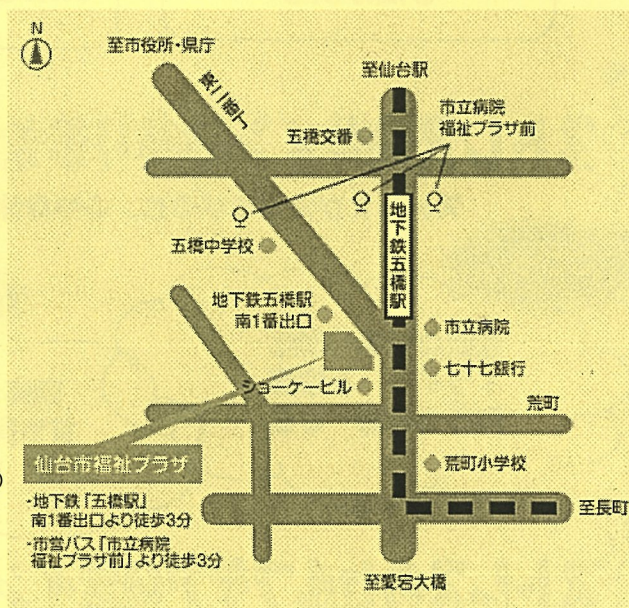 N
至市役所・県庁
東二番丁
至仙台駅
五橋交番
市立病院
福祉プラザ前
地下鉄五橋駅
五橋中学校
地下鉄五橋駅
南1番出口
市立病院
七十七銀行
ショーケービル
荒町
仙台市福祉プラザ
荒町小学校
・地下鉄「五橋駅」
南1番出口より徒歩3分
・市営バス「市立病院
福祉プラザ前」より徒歩3分
至長町
至愛宕大橋